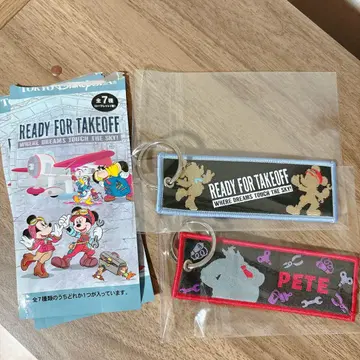 TOKYO DISNEY
全7種
READY FOR TAKEOFF
WHERE DREAMS TOUCH THE SKY!
全7種類のうちどれか1つが入っています。
READY FOR TAKEOFF
WHERE DREAMS TOUCH THE SKY!
PETE